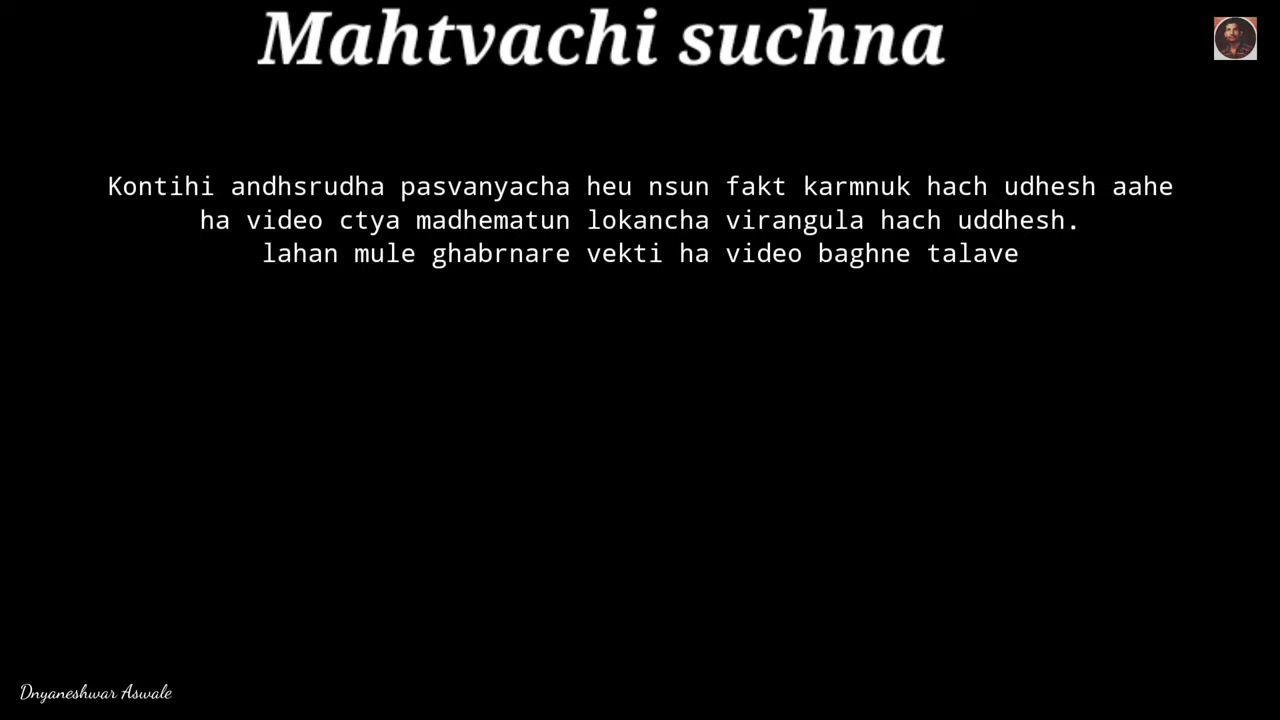 Mahtvachi suchna
Kontihi andhsrudha pasvanyacha heu nsun fakt karmnuk hach udhesh aahe
ha video ctya madhematun lokancha virangula hach uddhesh.
lahan mule ghabrnare vekti ha video baghne talave
Dnyaneshwar Aswale